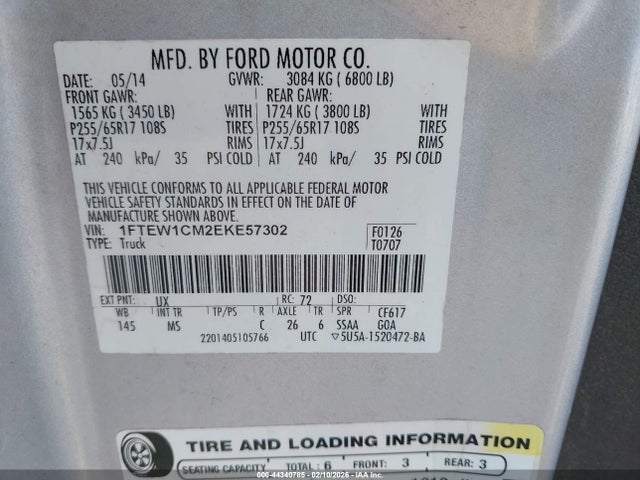 MFD. BY FORD MOTOR CO.
DATE: 05/14 GVWR: 3084 KG ( 6800 LB)
FRONT GAWR: REAR GAWR:
1565 KG ( 3450 LB) WITH 1724 KG ( 3800 LB) WITH
P255/65R17 108S TIRES P255/65R17 108S TIRES
17x7.5J RIMS 17x7.5J RIMS
AT 240 kPa/ 35 PSI COLD AT 240 kPa/ 35 PSI COLD
THIS VEHICLE CONFORMS TO ALL APPLICABLE FEDERAL MOTOR
VEHICLE SAFETY STANDARDS IN EFFECT ON THE DATE OF
MANUFACTURE SHOWN ABOVE.
VIN: 1FTEW1CM2EKE57302 F0126
TYPE: Truck T0707
EXT PNT: UX RC: 72 DSO:
WB INT TR TP/PS R AXLE TR SPR CF617
145 MS C 26 6 SSAA GOA
2201405105766 UTC ▽5U5A-1520472-BA
TIRE AND LOADING INFORMATION
SEATING CAPACITY TOTAL: 6 FRONT: 3 REAR: 3
000-44340765 - 02/10/2026 - IAAI